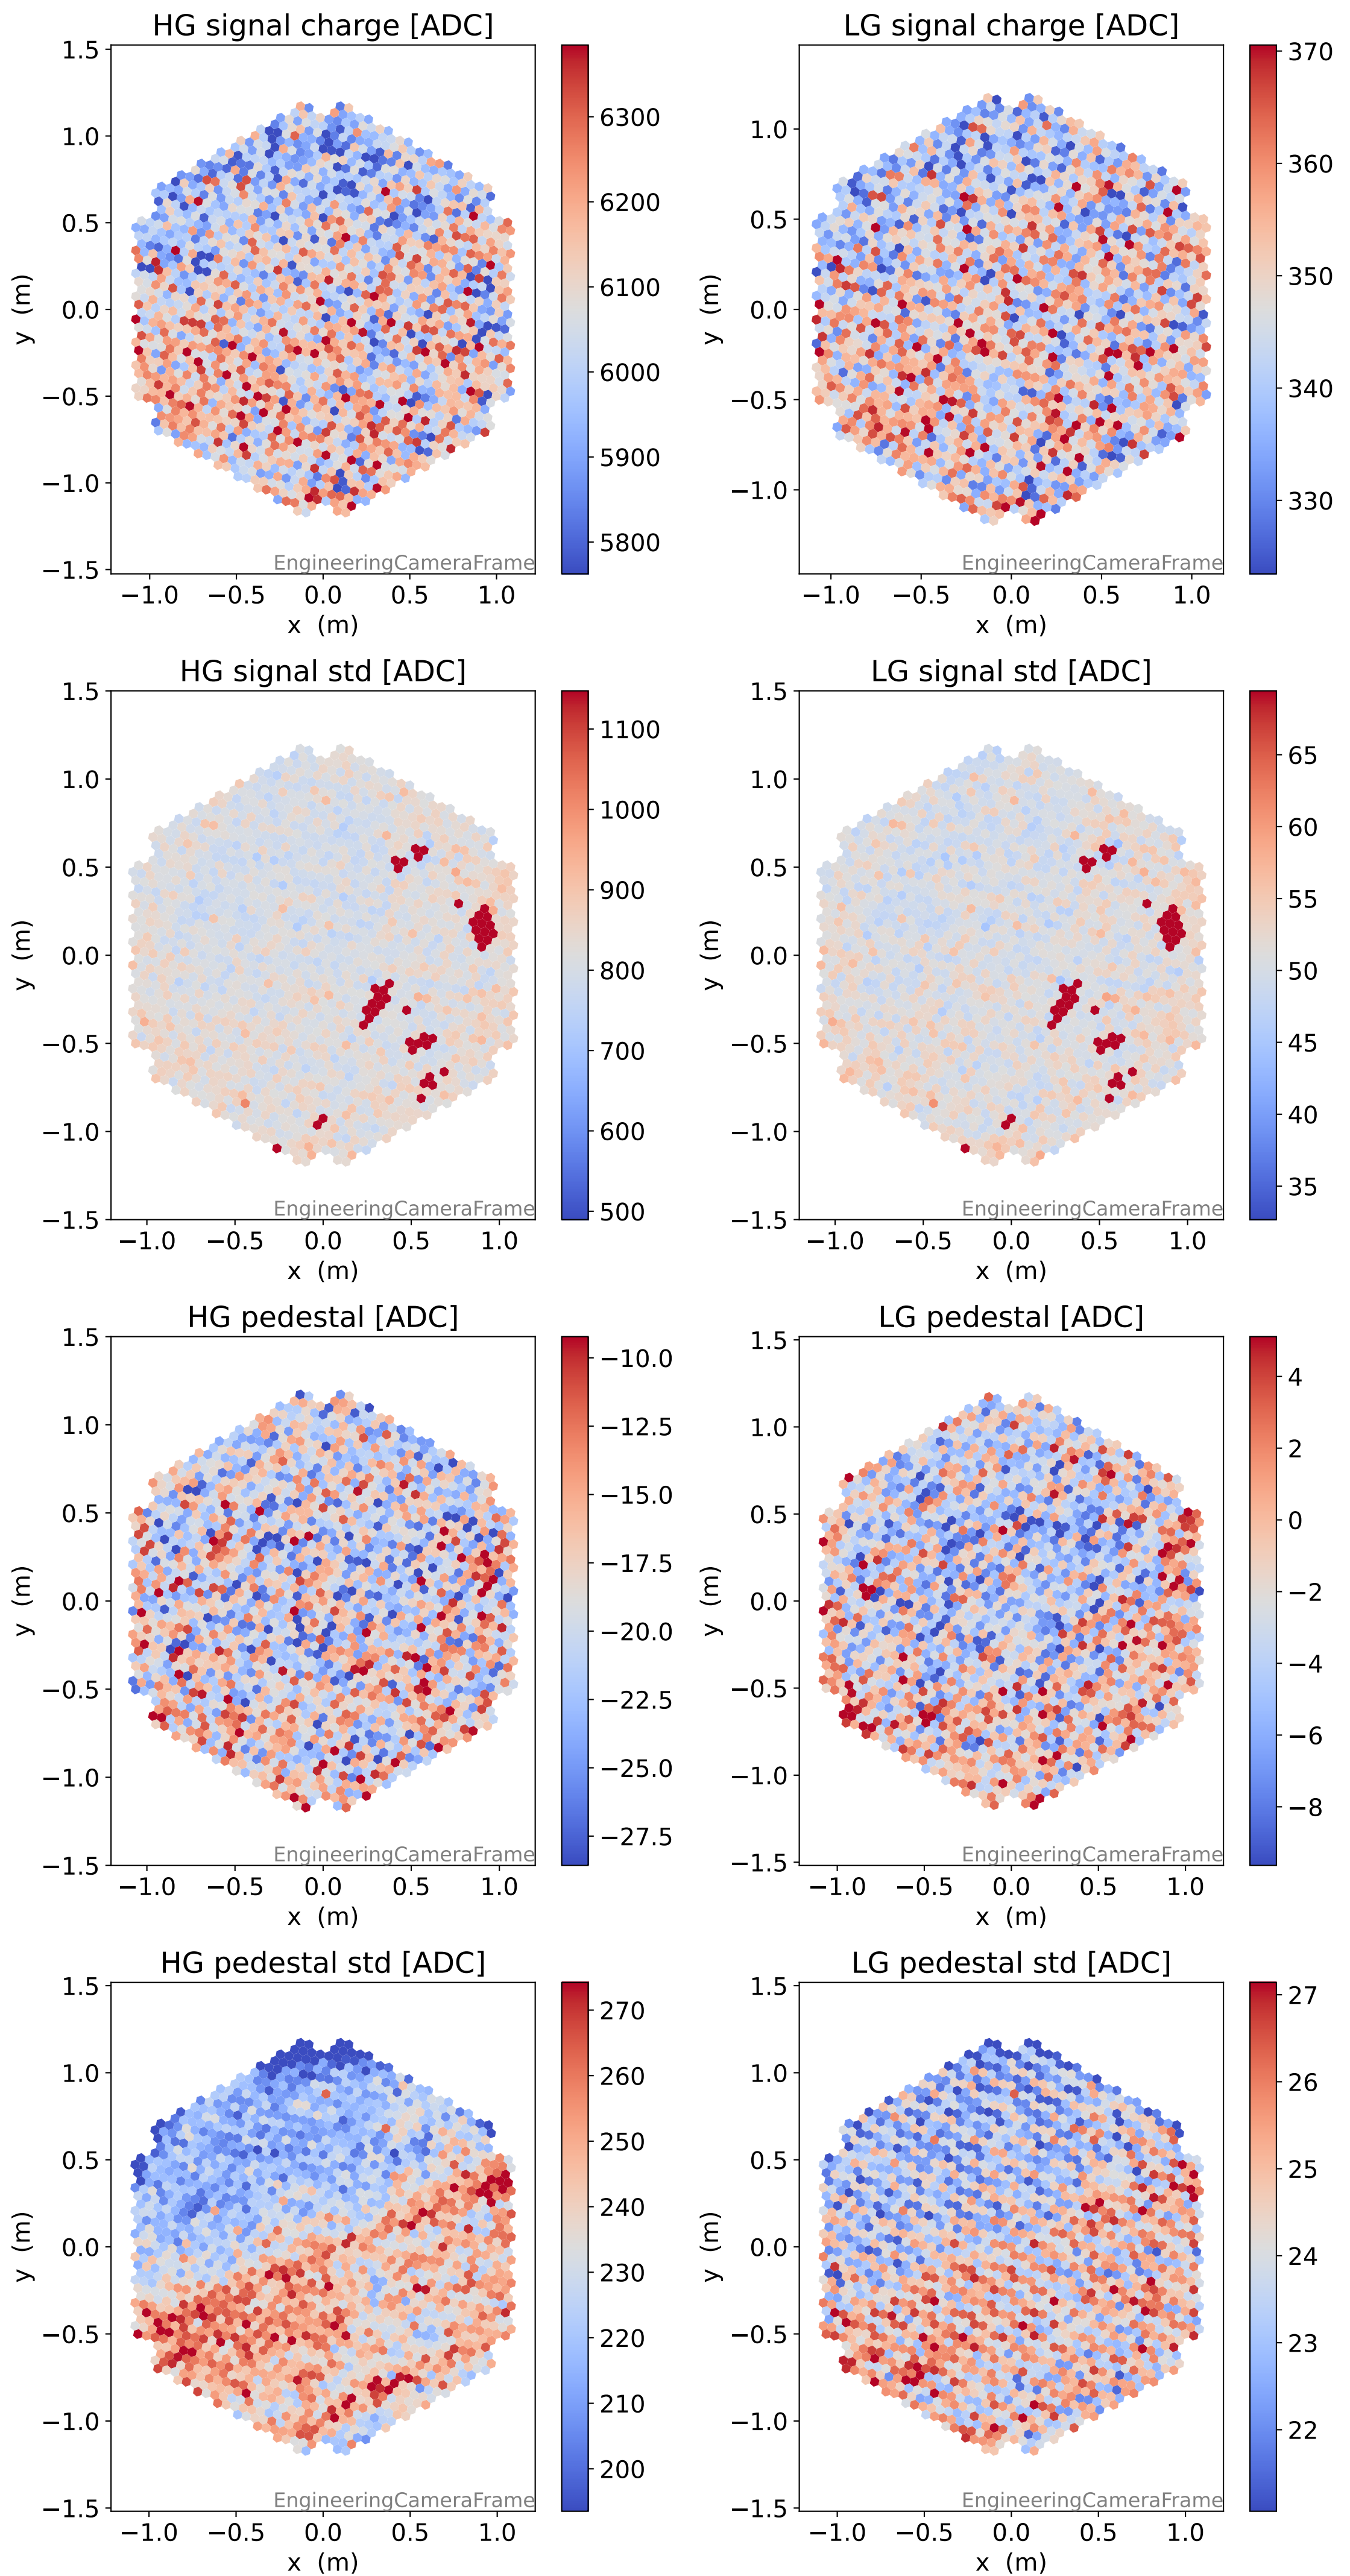 HG signal charge [ADC]
LG signal charge [ADC]
1.5
1.0
0.5
0.0
−0.5
−1.0
−1.5
y (m)
6300
6200
6100
6000
5900
5800
EngineeringCameraFrame
−1.0 −0.5 0.0 0.5 1.0
x (m)
1.0
0.5
0.0
−0.5
−1.0
y (m)
370
360
350
340
330
EngineeringCameraFrame
−1.0 −0.5 0.0 0.5 1.0
x (m)
HG signal std [ADC]
LG signal std [ADC]
1.5
1.0
0.5
0.0
−0.5
−1.0
−1.5
y (m)
1100
1000
900
800
700
600
500
EngineeringCameraFrame
−1.0 −0.5 0.0 0.5 1.0
x (m)
1.5
1.0
0.5
0.0
−0.5
−1.0
−1.5
y (m)
65
60
55
50
45
40
35
EngineeringCameraFrame
−1.0 −0.5 0.0 0.5 1.0
x (m)
HG pedestal [ADC]
LG pedestal [ADC]
1.5
1.0
0.5
0.0
−0.5
−1.0
−1.5
y (m)
−10.0
−12.5
−15.0
−17.5
−20.0
−22.5
−25.0
−27.5
EngineeringCameraFrame
−1.0 −0.5 0.0 0.5 1.0
x (m)
1.5
1.0
0.5
0.0
−0.5
−1.0
−1.5
y (m)
4
2
0
−2
−4
−6
−8
EngineeringCameraFrame
−1.0 −0.5 0.0 0.5 1.0
x (m)
HG pedestal std [ADC]
LG pedestal std [ADC]
1.5
1.0
0.5
0.0
−0.5
−1.0
−1.5
y (m)
270
260
250
240
230
220
210
200
EngineeringCameraFrame
−1.0 −0.5 0.0 0.5 1.0
x (m)
1.5
1.0
0.5
0.0
−0.5
−1.0
−1.5
y (m)
27
26
25
24
23
22
EngineeringCameraFrame
−1.0 −0.5 0.0 0.5 1.0
x (m)